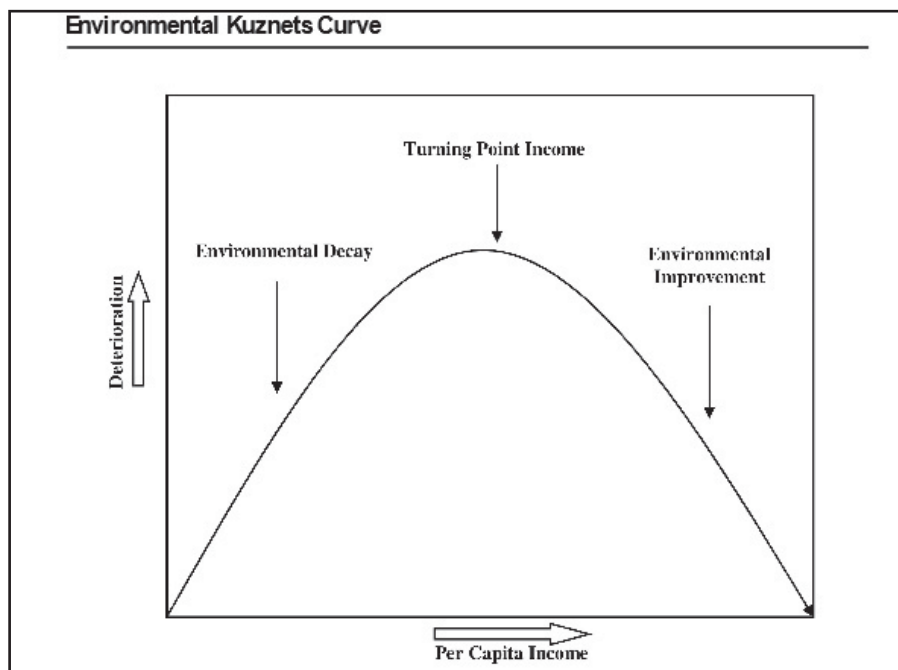 Environmental Kuznets Curve
Turning Point Income
Environmental Decay
Environmental
Improvement
Deterioration
Per Capita Income